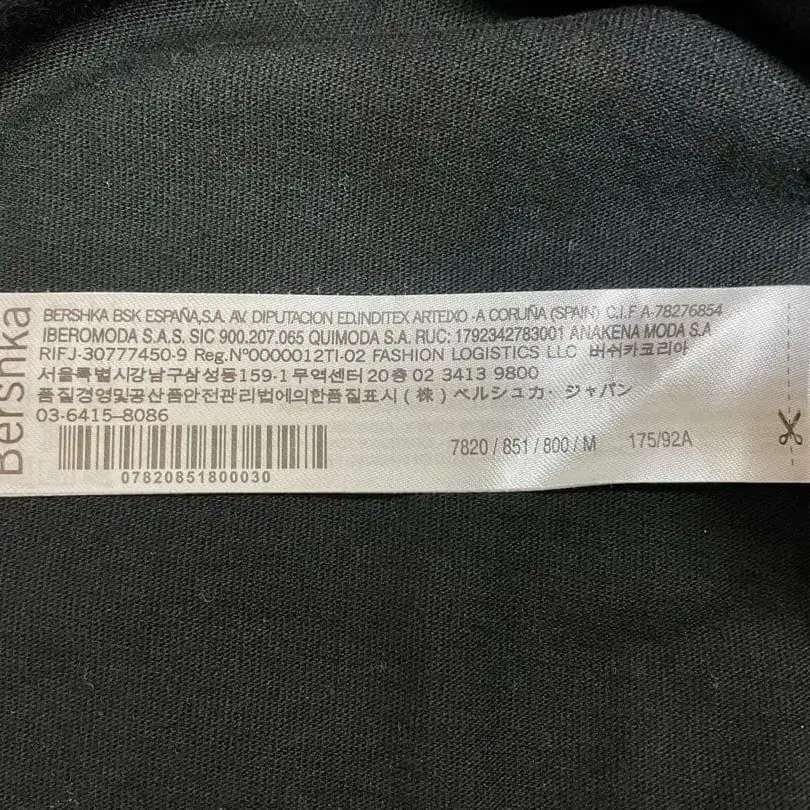 Bershka
BERSHKA BSK ESPAÑA,S.A. AV. DIPUTACION ED.INDITEX ARTEIXO -A CORUÑA (SPAIN) C.I.F A-78276854
IBEROMODA S.A.S. SIC 900.207.065 QUIMODA S.A. RUC: 1792342783001 ANAKENA MODA S.A
RIFJ-30777450-9 Reg.Nº0000012TI-02 FASHION LOGISTICS LLC 버쉬카코리아
서울특별시강남구삼성동159-1무역센터20층 02 3413 9800
품질경영및공산품안전관리법에의한품질표시 (株) ベルシュカ・ジャパン
03-6415-8086
07820851800030
7820 / 851 / 800 / M 175/92A